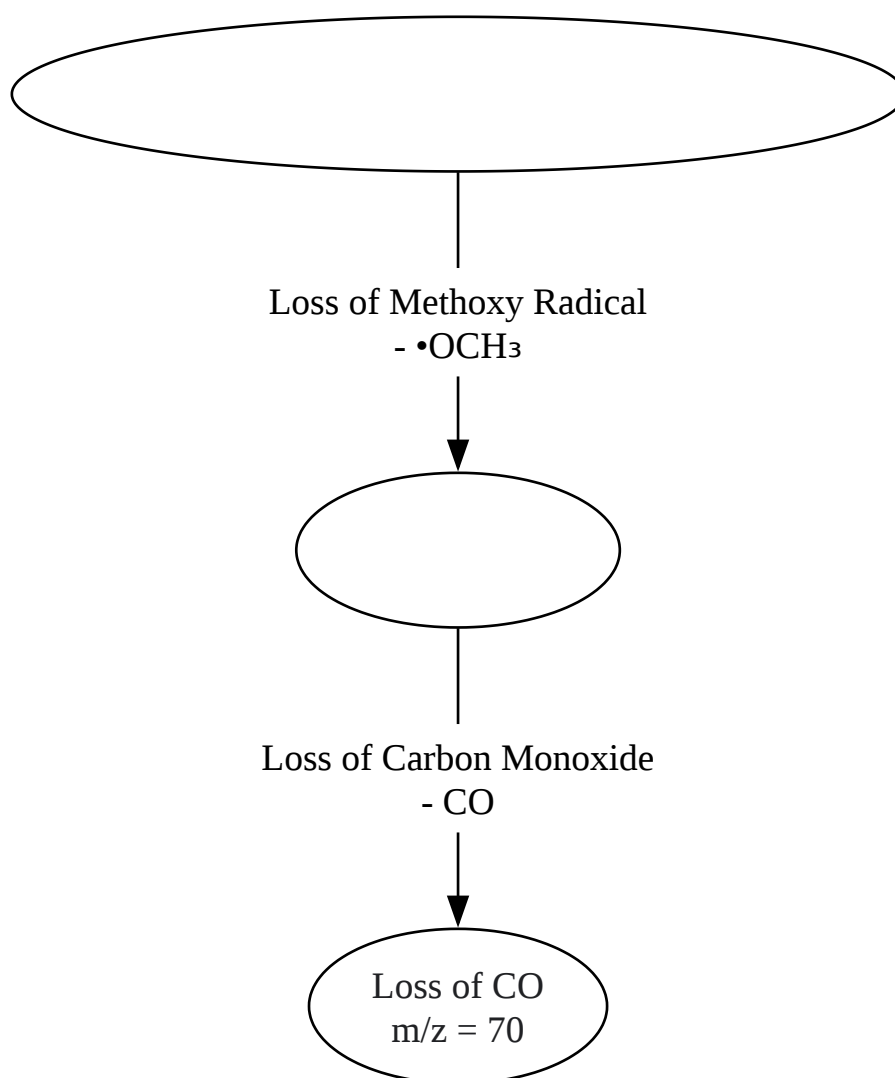 Loss of Methoxy Radical
- •OCH₃
Loss of Carbon Monoxide
- CO
Loss of CO
m/z = 70